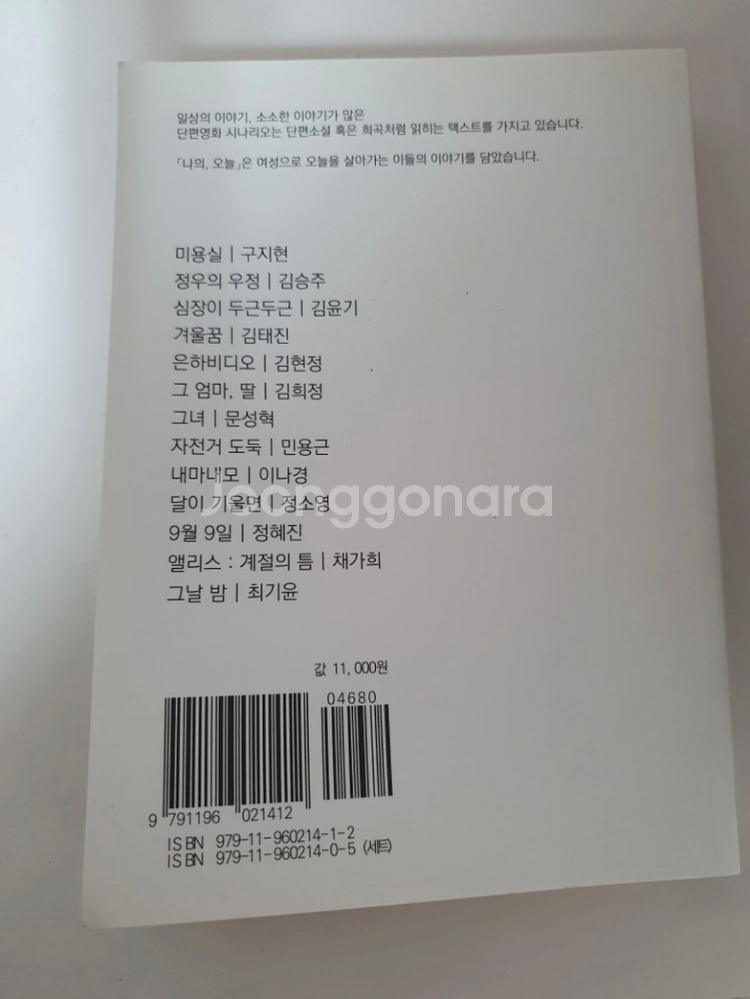 일상의 이야기, 소소한 이야기가 많은
단편영화 시나리오는 단편소설 혹은 희곡처럼 읽히는 텍스트를 가지고 있습니다.
「나의, 오늘」은 여성으로 오늘을 살아가는 이들의 이야기를 담았습니다.
미용실 | 구지현
정우의 우정 | 김승주
심장이 두근두근 | 김윤기
겨울꿈 | 김태진
은하비디오 | 김현정
그 엄마, 딸 | 김희정
그녀 | 문성혁
자전거 도둑 | 민용근
내마내모 | 이나경
Joonggonara
달이 기울면 | 정소영
9월 9일 | 정혜진
앨리스 : 계절의 틈 | 채가희
그날 밤 | 최기윤
값 11,000원
04680
9 791196 021412
ISBN 979-11-960214-1-2
ISBN 979-11-960214-0-5 (세트)